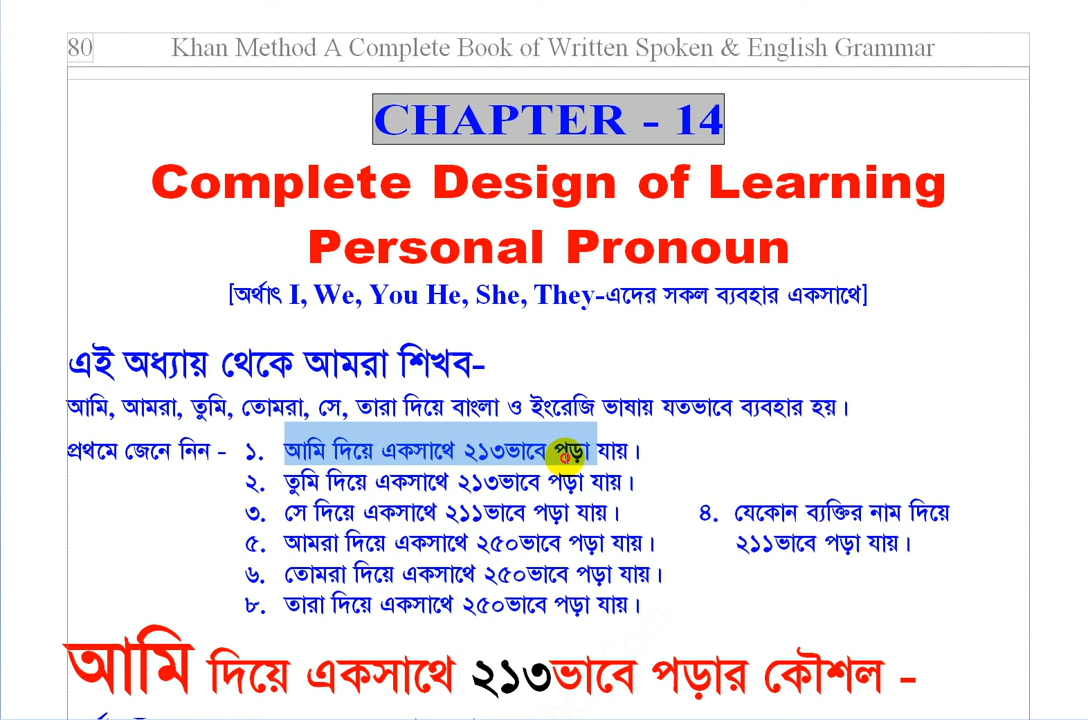 80 Khan Method A Complete Book of Written Spoken & English Grammar
CHAPTER - 14
Complete Design of Learning
Personal Pronoun
[অর্থাৎ I, We, You He, She, They-এদের সকল ব্যবহার একসাথে]
এই অধ্যায় থেকে আমরা শিখব-
আমি, আমরা, তুমি, তোমরা, সে, তারা দিয়ে বাংলা ও ইংরেজি ভাষায় যতভাবে ব্যবহার হয়।
প্রথমে জেনে নিন - ১. আমি দিয়ে একসাথে ২১৩ভাবে পড়া যায়।
২. তুমি দিয়ে একসাথে ২১৩ভাবে পড়া যায়।
৩. সে দিয়ে একসাথে ২১১ভাবে পড়া যায়। ৪. যেকোন ব্যক্তির নাম দিয়ে
৫. আমরা দিয়ে একসাথে ২৫০ভাবে পড়া যায়। ২১১ভাবে পড়া যায়।
৬. তোমরা দিয়ে একসাথে ২৫০ভাবে পড়া যায়।
৮. তারা দিয়ে একসাথে ২৫০ভাবে পড়া যায়।
আমি দিয়ে একসাথে ২১৩ভাবে পড়ার কৌশল -